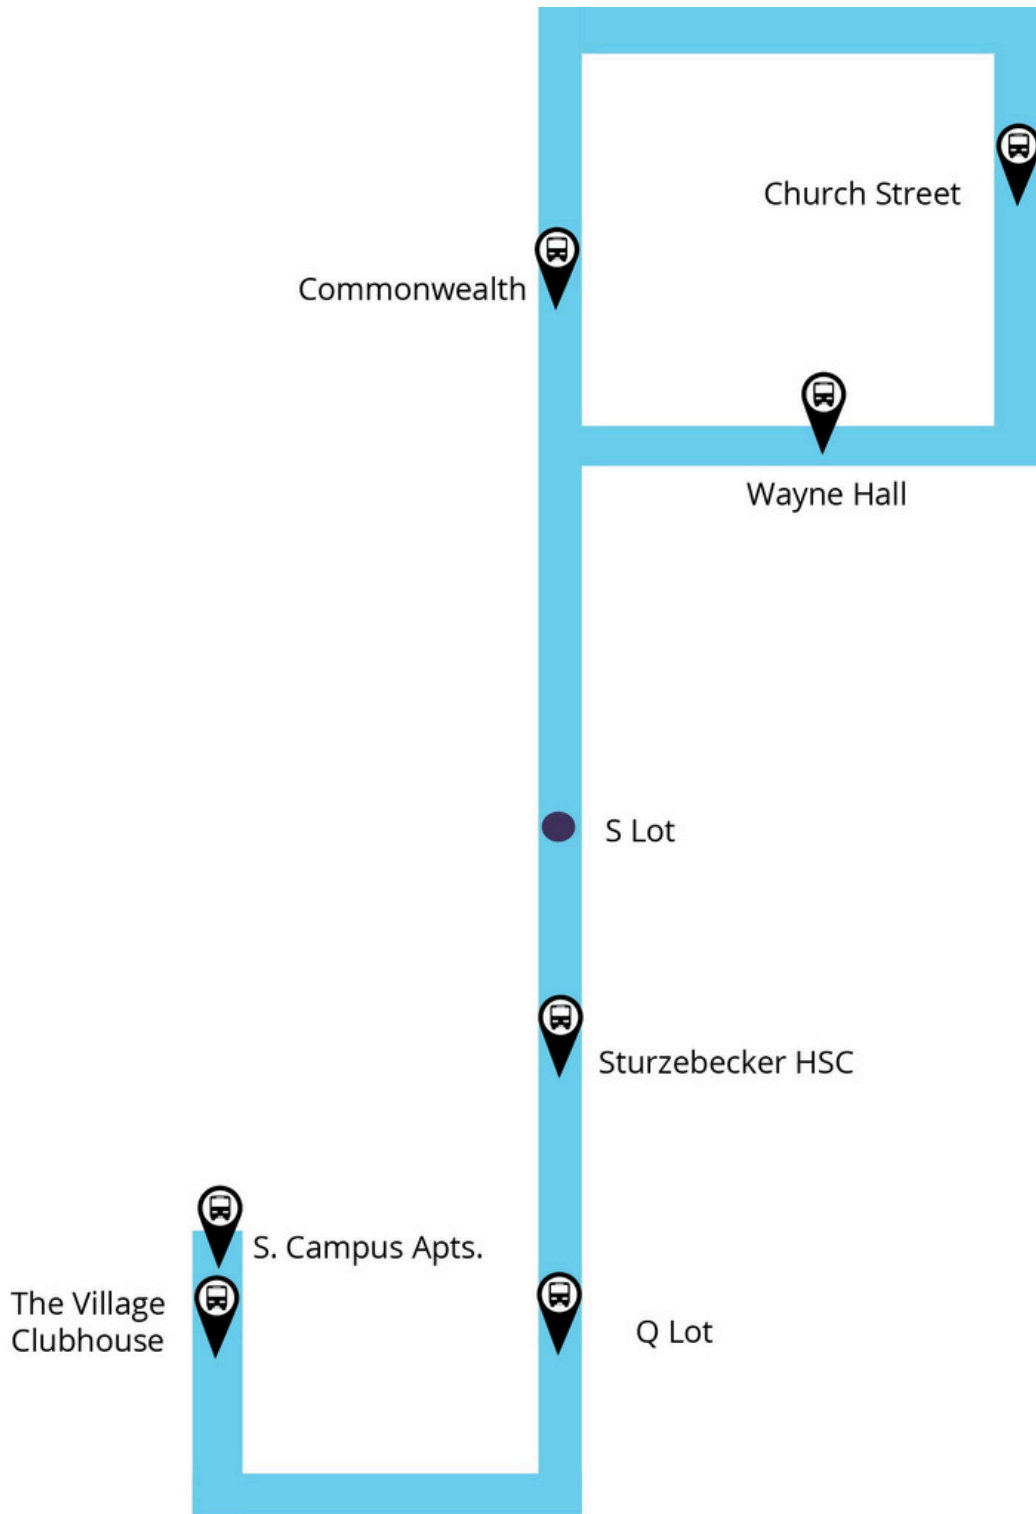 Church Street
Commonwealth
Wayne Hall
S Lot
Sturzebecker HSC
S. Campus Apts.
The Village
Clubhouse
Q Lot